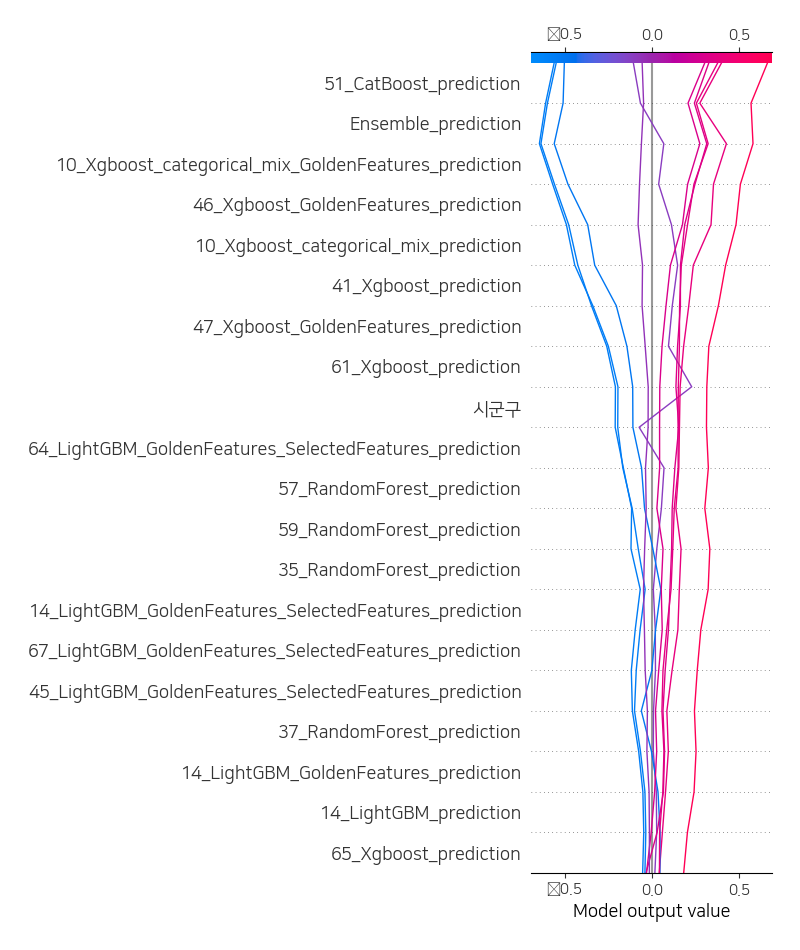 0.5 0.0 0.5
51_CatBoost_prediction
Ensemble_prediction
10_Xgboost_categorical_mix_GoldenFeatures_prediction
46_Xgboost_GoldenFeatures_prediction
10_Xgboost_categorical_mix_prediction
41_Xgboost_prediction
47_Xgboost_GoldenFeatures_prediction
61_Xgboost_prediction
시군구
64_LightGBM_GoldenFeatures_SelectedFeatures_prediction
57_RandomForest_prediction
59_RandomForest_prediction
35_RandomForest_prediction
14_LightGBM_GoldenFeatures_SelectedFeatures_prediction
67_LightGBM_GoldenFeatures_SelectedFeatures_prediction
45_LightGBM_GoldenFeatures_SelectedFeatures_prediction
37_RandomForest_prediction
14_LightGBM_GoldenFeatures_prediction
14_LightGBM_prediction
65_Xgboost_prediction
0.5 0.0 0.5
Model output value